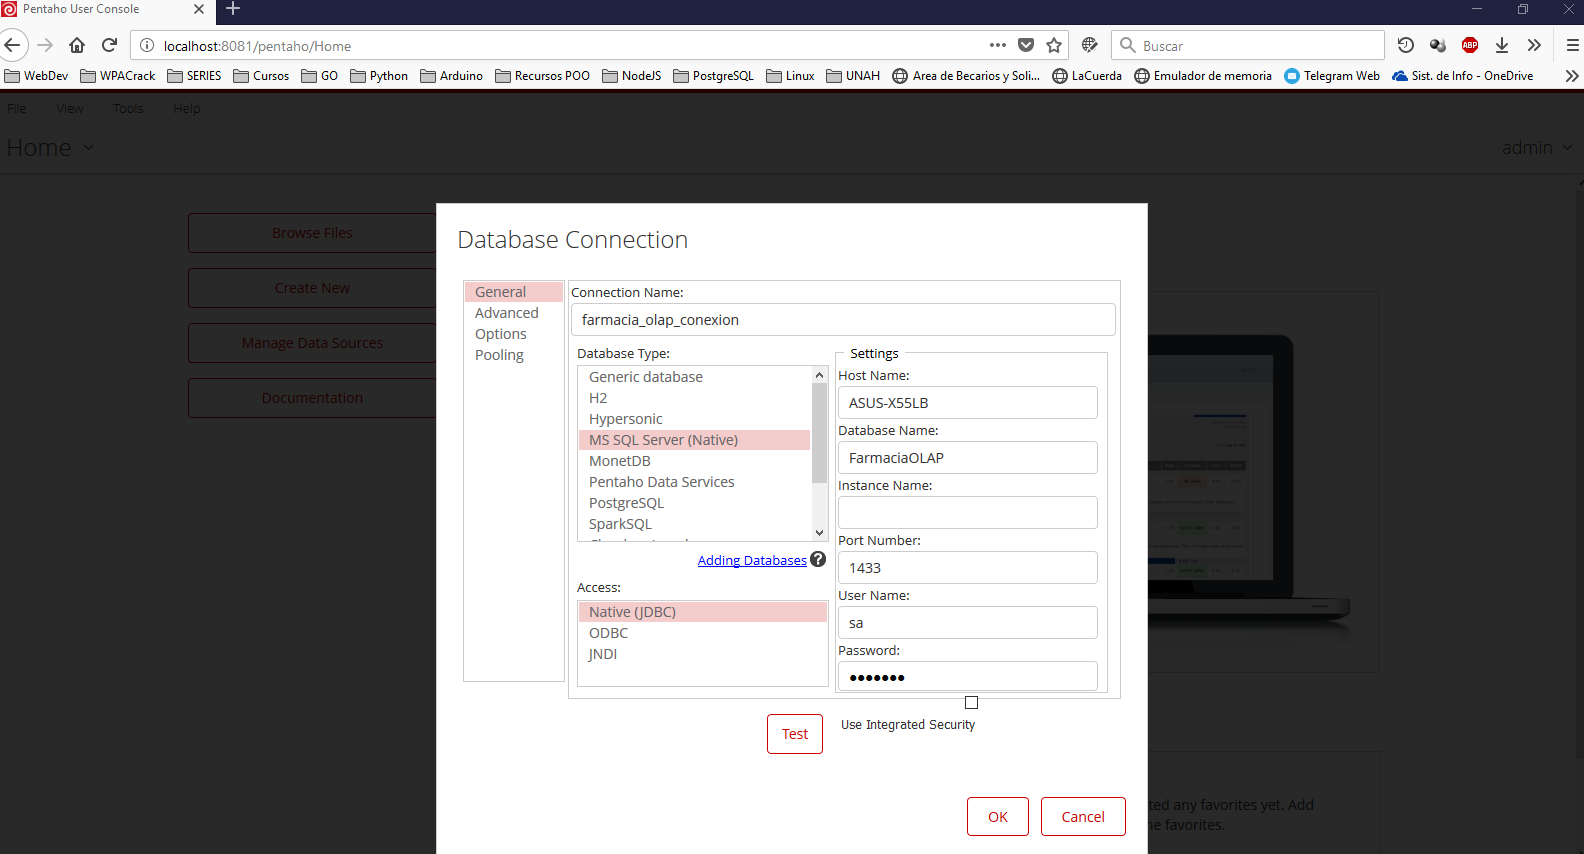 Pentaho User Console
localhost:8081/pentaho/Home
Buscar
ABP
WebDev WPACrack SERIES Cursos GO Python Arduino Recursos POO NodeJS PostgreSQL Linux UNAH Area de Becarios y Soli... LaCuerda Emulador de memoria Telegram Web Sist. de Info - OneDrive
File View Tools Help
Home
admin
Browse Files
Create New
Manage Data Sources
Documentation
Database Connection
General
Advanced
Options
Pooling
Connection Name:
farmacia_olap_conexion
Database Type:
Generic database
H2
Hypersonic
MS SQL Server (Native)
MonetDB
Pentaho Data Services
PostgreSQL
SparkSQL
Adding Databases
Access:
Native (JDBC)
ODBC
JNDI
Settings
Host Name:
ASUS-X55LB
Database Name:
FarmaciaOLAP
Instance Name:
Port Number:
1433
User Name:
sa
Password:
●●●●●●●
Use Integrated Security
Test
OK
Cancel
ted any favorites yet. Add
ne favorites.